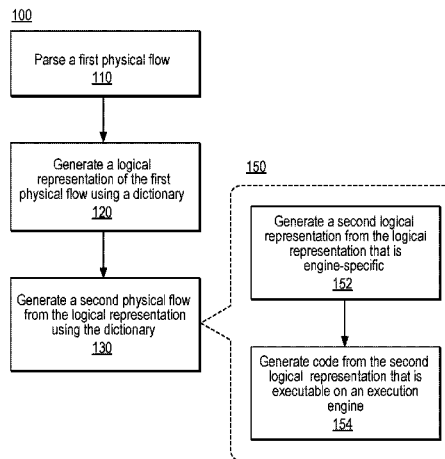 100
Parse a first physical flow
110
Generate a logical
representation of the first
physical flow using a dictionary
120
Generate a second physical flow
from the logical representation
using the dictionary
130
150
Generate a second logical
representation from the logical
representation that is
engine-specific
152
Generate code from the second
logical representation that is
executable on an execution
engine
154